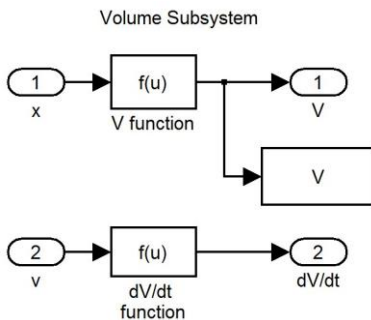 Volume Subsystem
1
x
f(u)
V function
1
V
V
2
v
f(u)
dV/dt
function
2
dV/dt